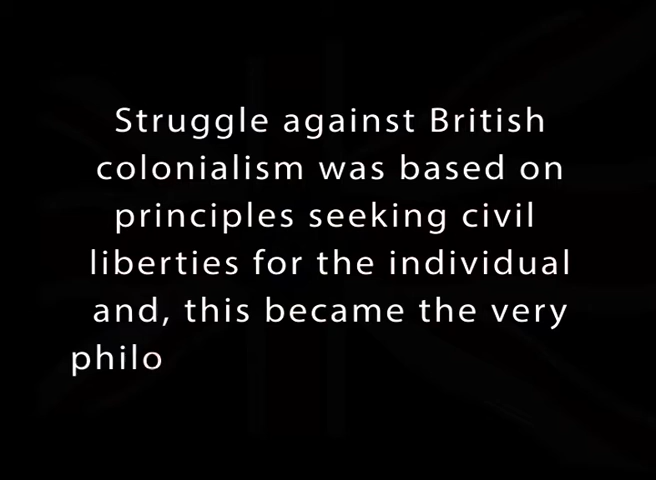 Struggle against British
colonialism was based on
principles seeking civil
liberties for the individual
and, this became the very
philo